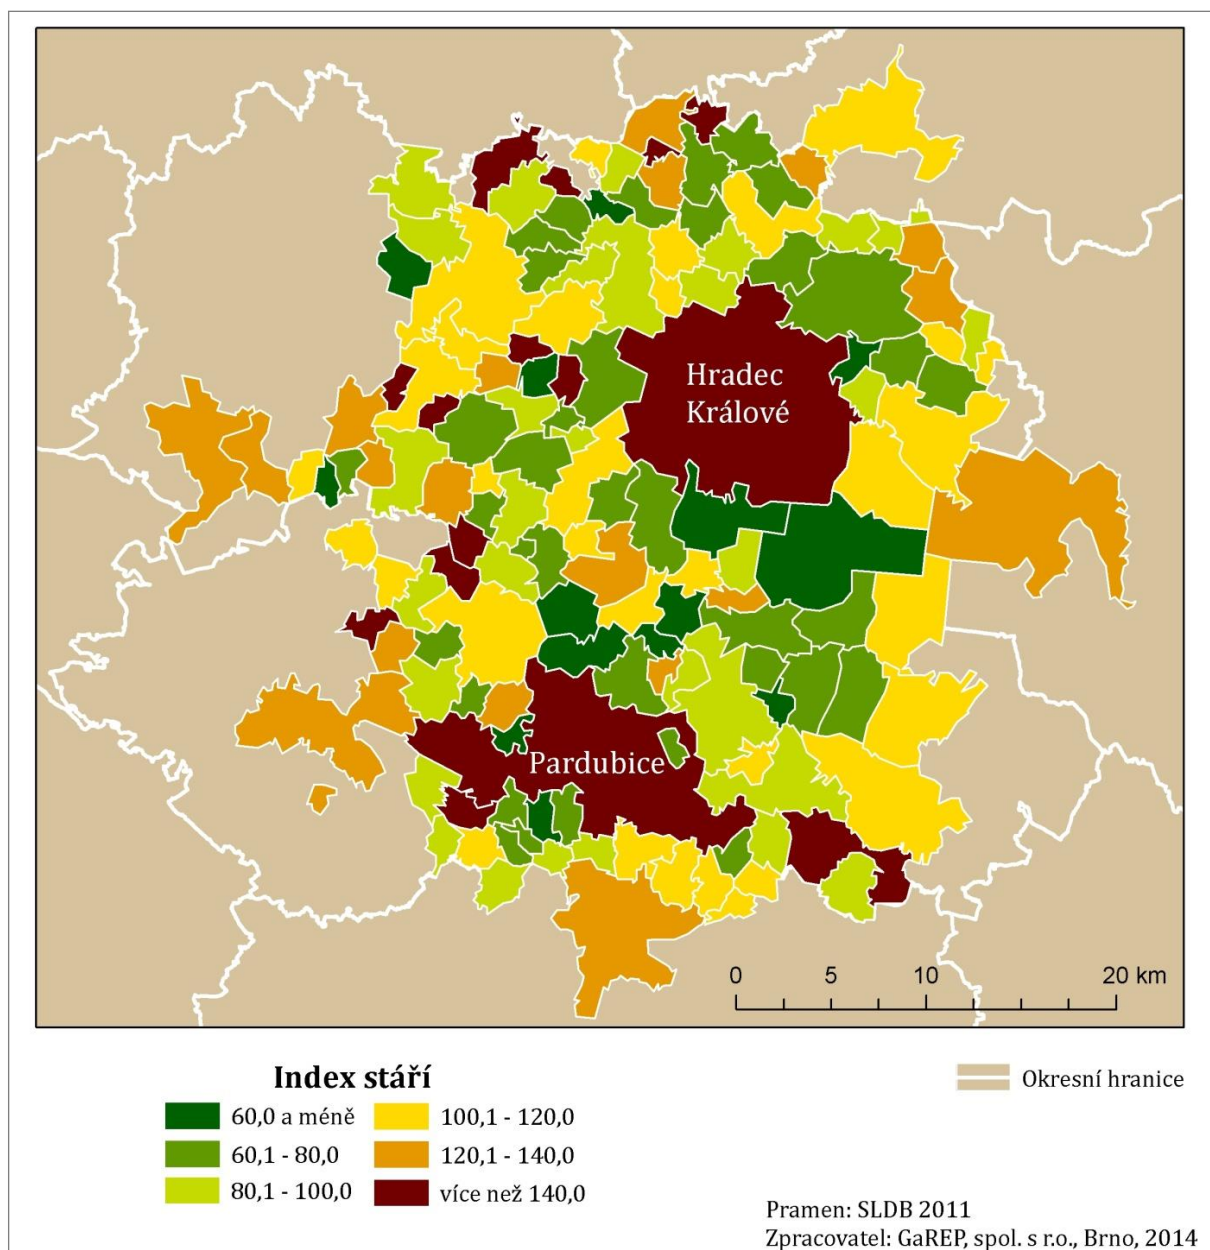 Hradec
Králové
Pardubice
0 5 10 20 km
Index stáří
Okresní hranice
60,0 a méně 100,1 - 120,0
60,1 - 80,0 120,1 - 140,0
80,1 - 100,0 více než 140,0
Pramen: SLDB 2011
Zpracovatel: GaREP, spol. s r.o., Brno, 2014